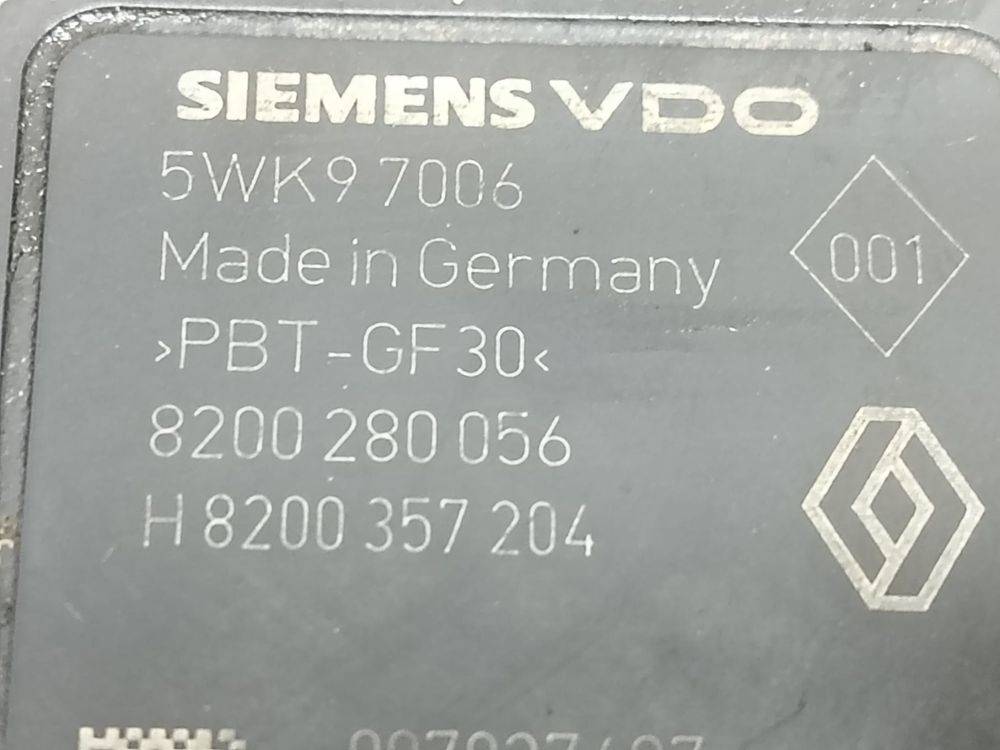 SIEMENS VDO
5WK9 7006
Made in Germany
001
>PBT-GF30<
8200 280 056
H 8200 357 204